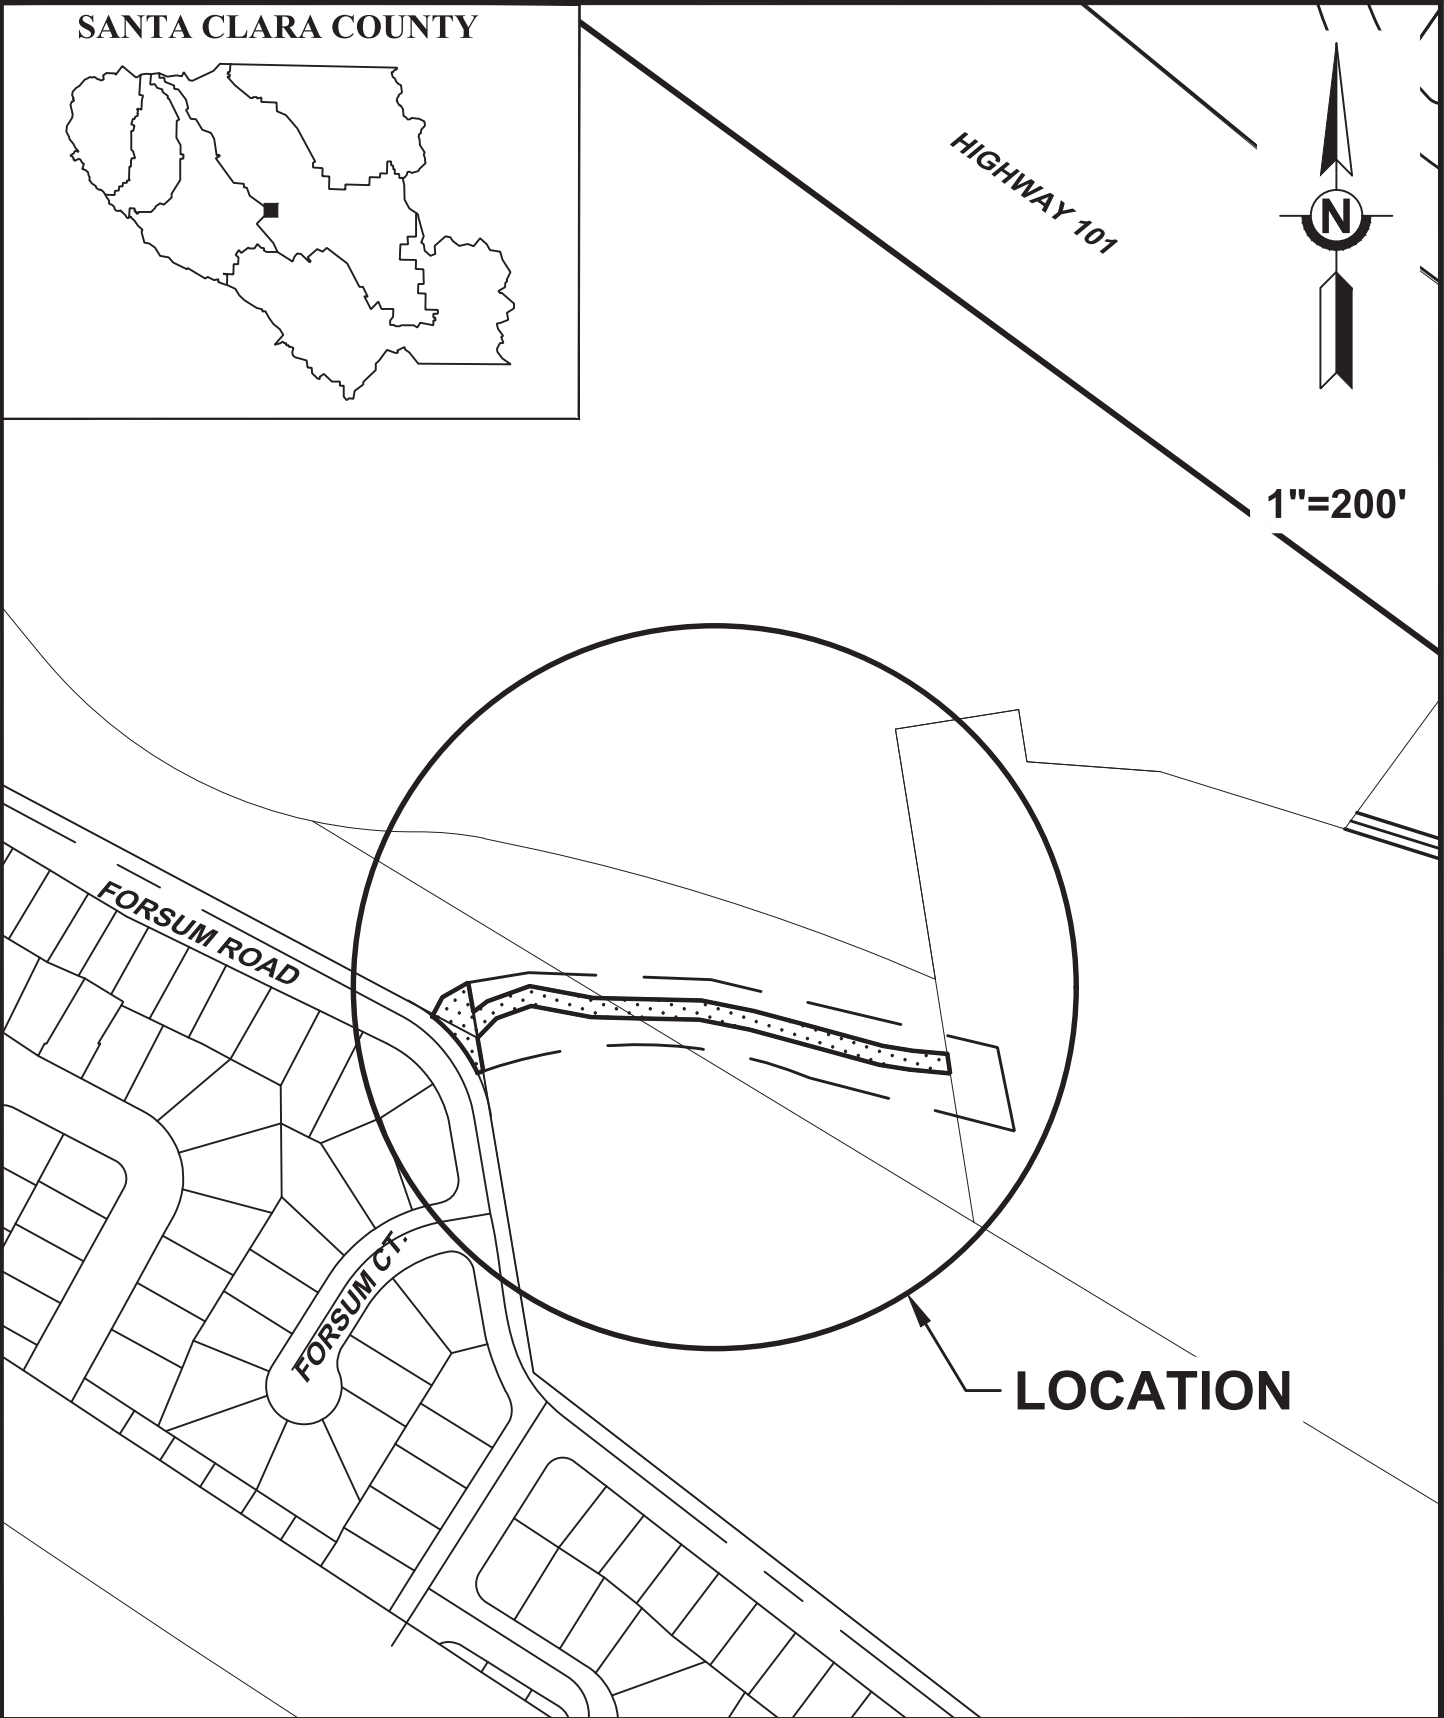 SANTA CLARA COUNTY
HIGHWAY 101
N
1"=200'
FORSUM ROAD
FORSUM CT.
LOCATION